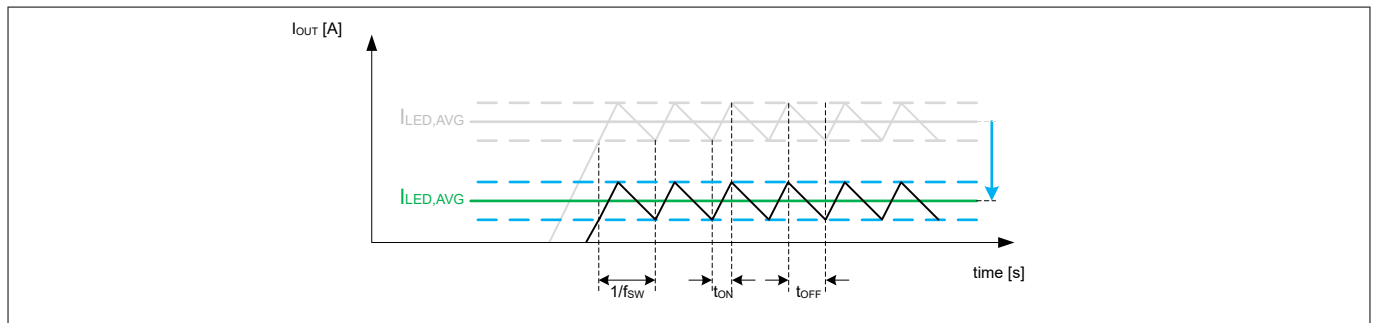 IOUT [A]
ILED,AVG
ILED,AVG
time [s]
1/fSW
tON
tOFF